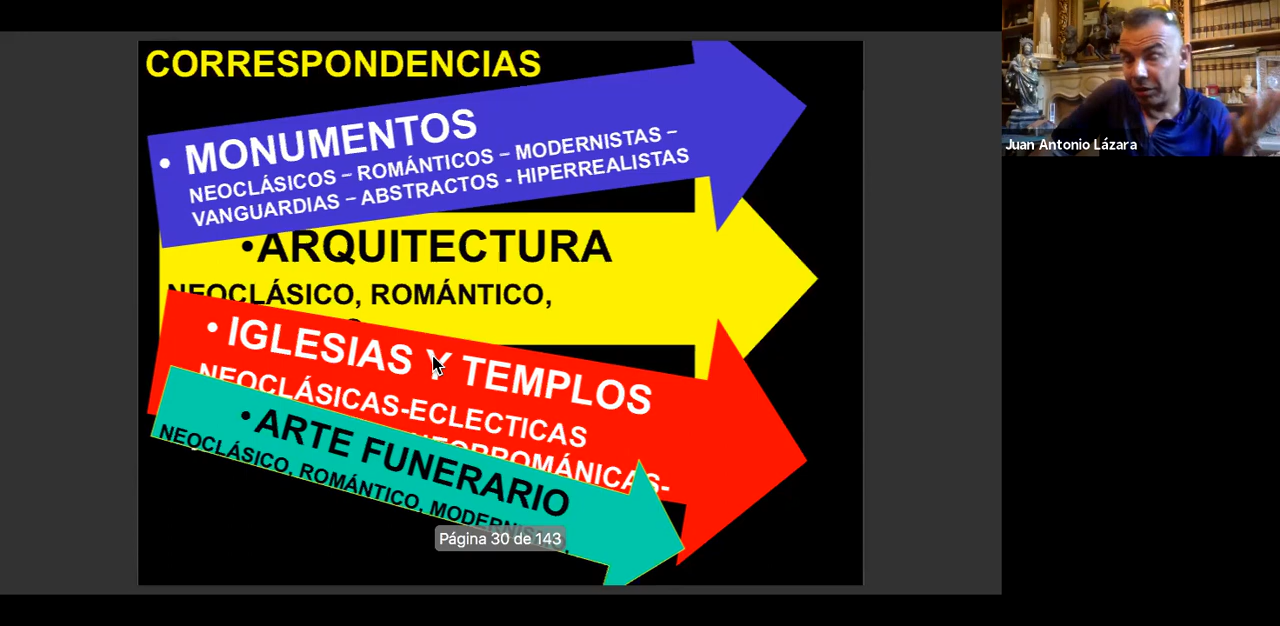 CORRESPONDENCIAS
• MONUMENTOS
NEOCLÁSICOS – ROMÁNTICOS – MODERNISTAS –
VANGUARDIAS – ABSTRACTOS - HIPERREALISTAS
•ARQUITECTURA
NEOCLÁSICO, ROMÁNTICO,
• IGLESIAS Y TEMPLOS
NEOCLÁSICAS-ECLECTICAS
• ARTE FUNERARIO
NEOCLÁSICO, ROMÁNTICO, MODERNISMO,
Página 30 de 143
Juan Antonio Lázara